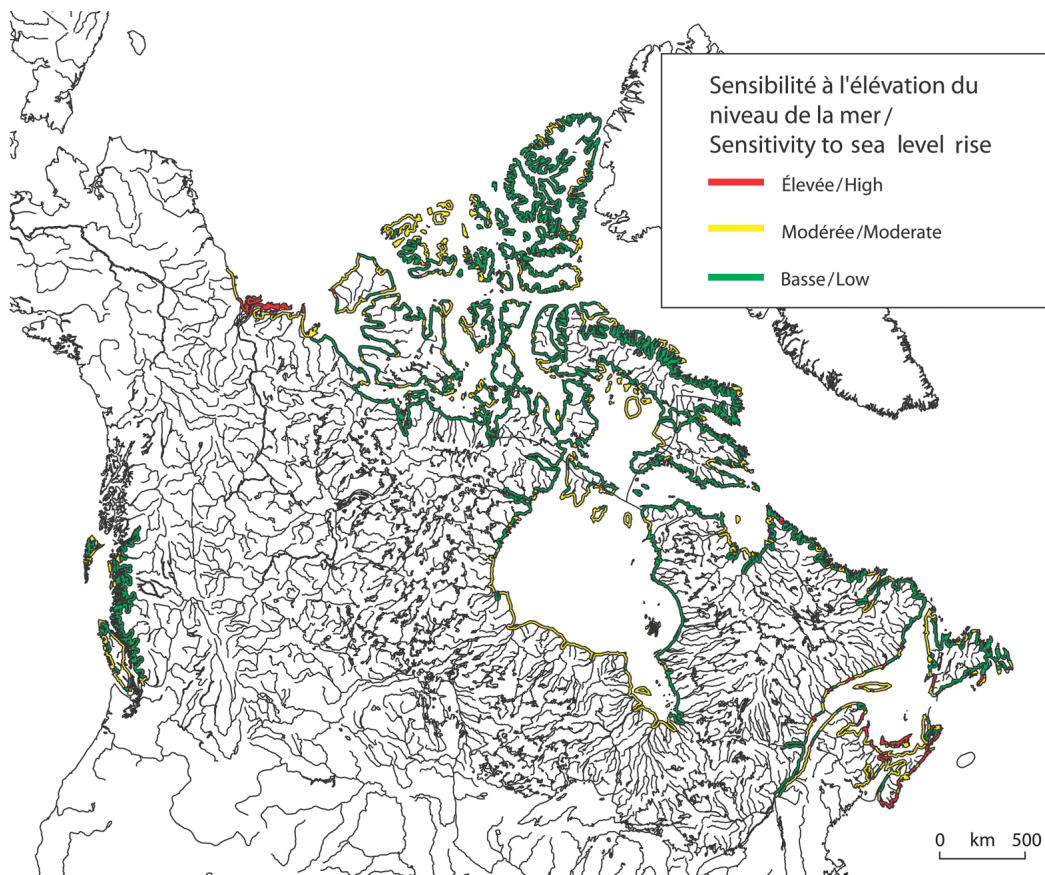 Sensibilité à l'élévation du
niveau de la mer /
Sensitivity to sea level rise
Élevée/High
Modérée/Moderate
Basse/Low
0 km 500